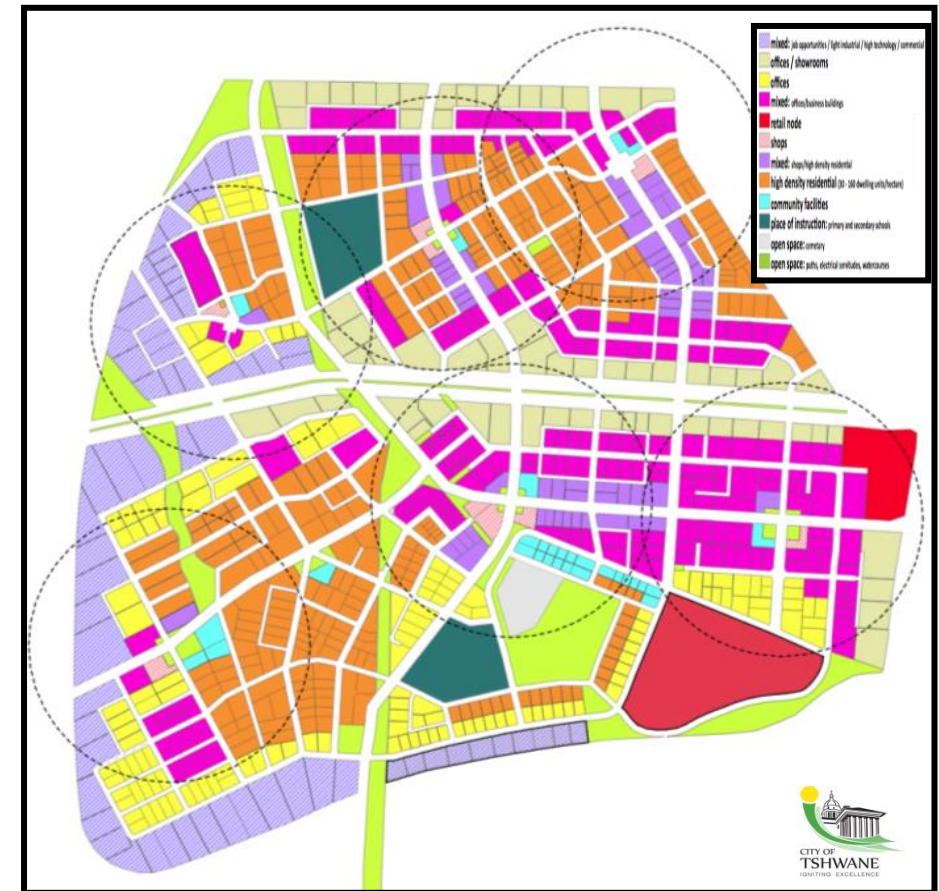 mixed: job opportunities / light industrial / high technology / commercial
offices / showrooms
offices
mixed: offices/business buildings
retail node
shops
mixed: shops/high density residential
high density residential (30 - 160 dwelling units/hectare)
community facilities
place of instruction: primary and secondary schools
open space: cemetary
open space: paths, electrical servitudes, watercourses
CITY OF
TSHWANE
IGNITING EXCELLENCE